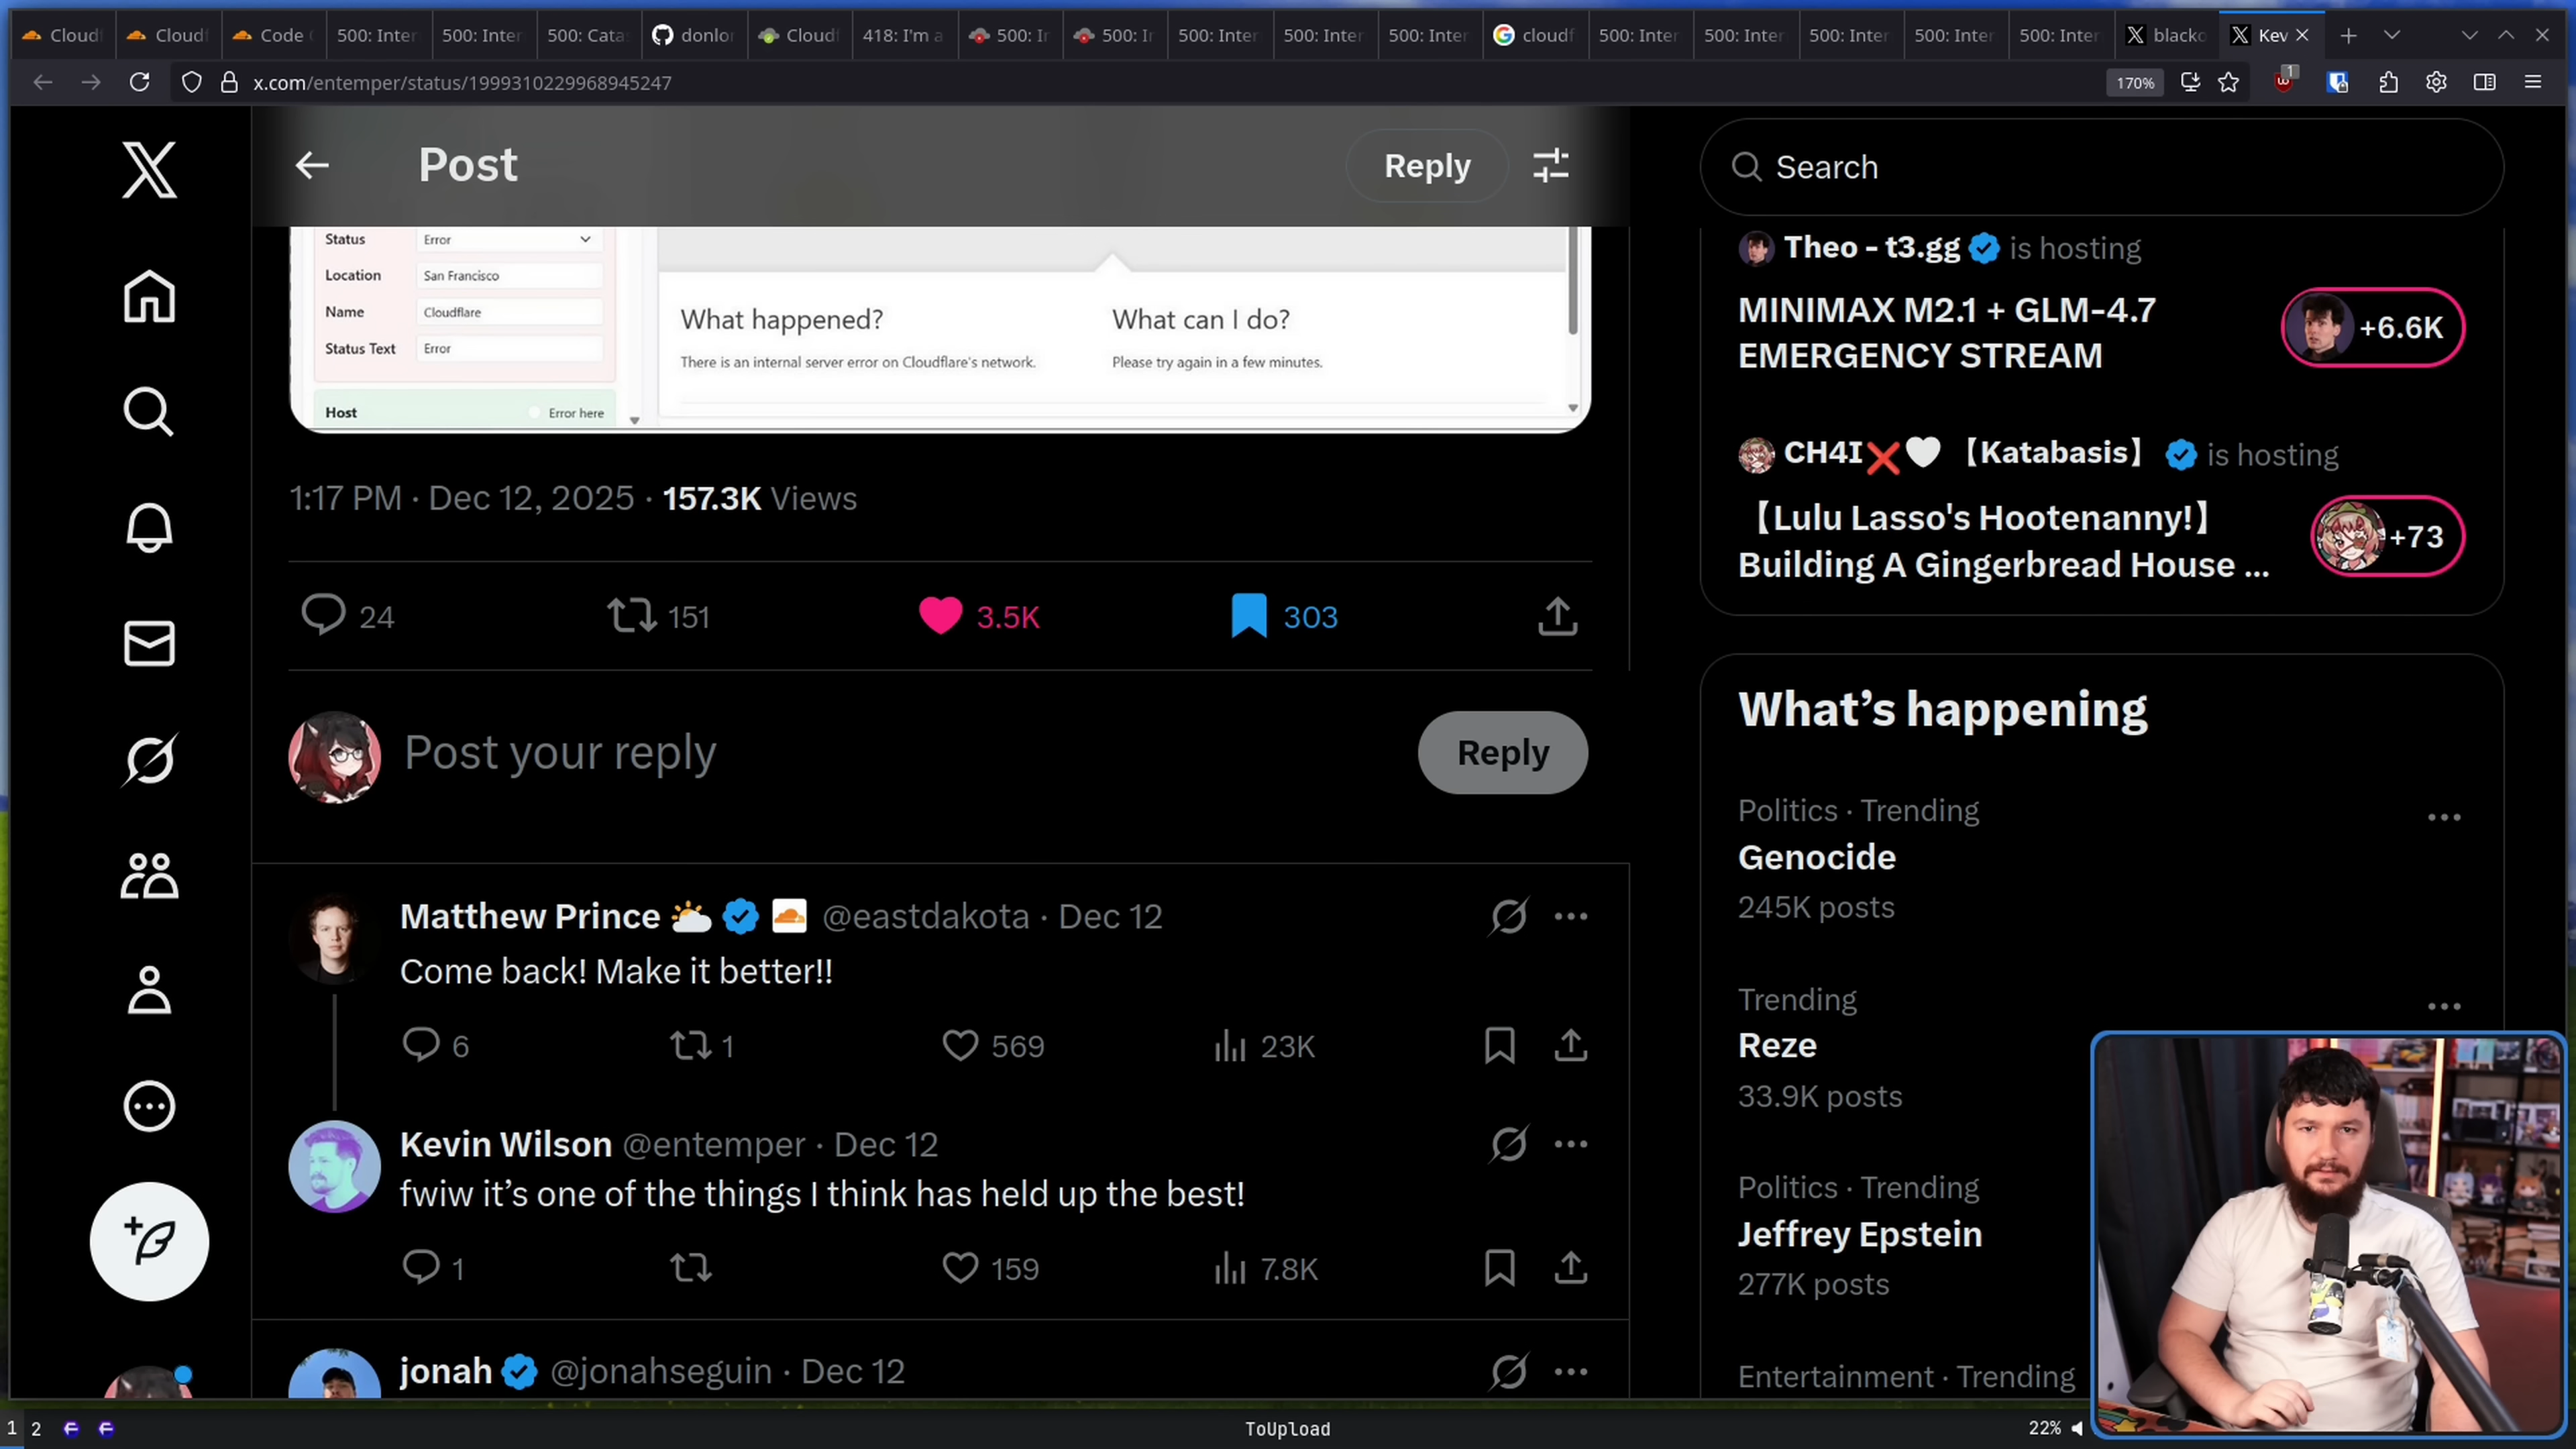 Cloudf
Cloudf
Code
500: Inter
500: Inter
500: Cata
donlor
Cloudf
418: I'm a
500: Ir
500: Ir
500: Inter
500: Inter
500: Inter
cloudf
500: Inter
500: Inter
500: Inter
500: Inter
500: Inter
blacko
Kev
x.com/entemper/status/1999310229968945247
170%
1
Post
Reply
Search
Status
Error
Location
San Francisco
Name
Cloudflare
Status Text
Error
Host
Error here
What happened?
There is an internal server error on Cloudflare's network.
What can I do?
Please try again in a few minutes.
1:17 PM · Dec 12, 2025 · 157.3K Views
24
151
3.5K
303
Post your reply
Reply
Matthew Prince @eastdakota · Dec 12
Come back! Make it better!!
6
1
569
23K
Kevin Wilson @entemper · Dec 12
fwiw it’s one of the things I think has held up the best!
1
159
7.8K
jonah @jonahseguin · Dec 12
Theo - t3.gg is hosting
MINIMAX M2.1 + GLM-4.7
EMERGENCY STREAM
+6.6K
CH4I❌🤍【Katabasis】 is hosting
【Lulu Lasso's Hootenanny!】
Building A Gingerbread House ...
+73
What’s happening
Politics · Trending
Genocide
245K posts
Trending
Reze
33.9K posts
Politics · Trending
Jeffrey Epstein
277K posts
Entertainment · Trending
1
2
ToUpload
22%